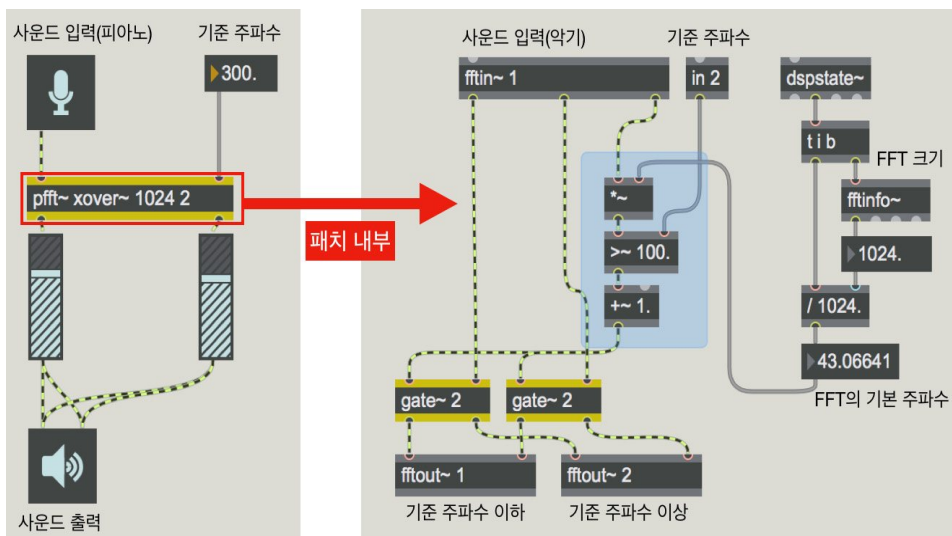 사운드 입력(피아노)
기준 주파수
300.
pfft~ xover~ 1024 2
사운드 출력
패치 내부
사운드 입력(악기)
기준 주파수
fftin~ 1
in 2
dspstate~
t i b
FFT 크기
fftinfo~
*~
>~ 100.
1024.
+~ 1.
/ 1024.
43.06641
FFT의 기본 주파수
gate~ 2
gate~ 2
fftout~ 1
fftout~ 2
기준 주파수 이하
기준 주파수 이상